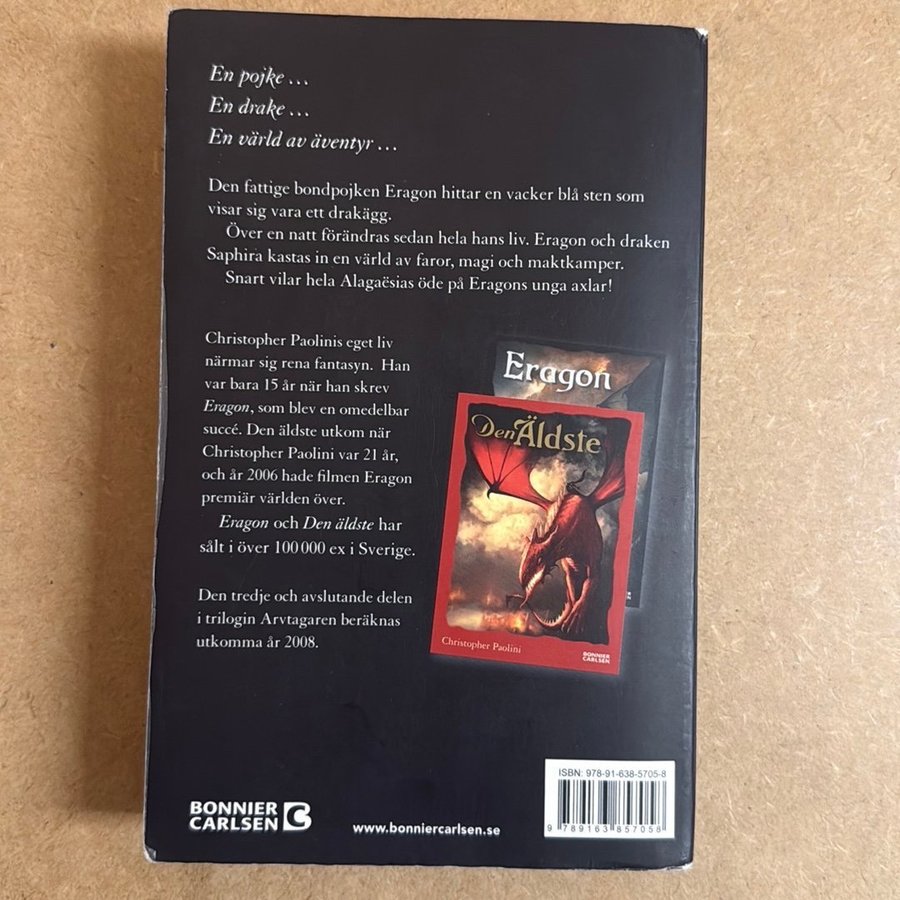 En pojke …
En drake …
En värld av äventyr …
Den fattige bondpojken Eragon hittar en vacker blå sten som
visar sig vara ett drakägg.
Över en natt förändras sedan hela hans liv. Eragon och draken
Saphira kastas in en värld av faror, magi och maktkamper.
Snart vilar hela Alagaësias öde på Eragons unga axlar!
Christopher Paolinis eget liv
närmar sig rena fantasyn. Han
var bara 15 år när han skrev
Eragon, som blev en omedelbar
succé. Den äldste utkom när
Christopher Paolini var 21 år,
och år 2006 hade filmen Eragon
premiär världen över.
Eragon och Den äldste har
sålt i över 100 000 ex i Sverige.
Den tredje och avslutande delen
i trilogin Arvtagaren beräknas
utkomma år 2008.
Eragon
Den Äldste
Christopher Paolini
BONNIER
CARLSEN
BONNIER
CARLSEN
www.bonniercarlsen.se
ISBN: 978-91-638-5705-8
9 789163 857058